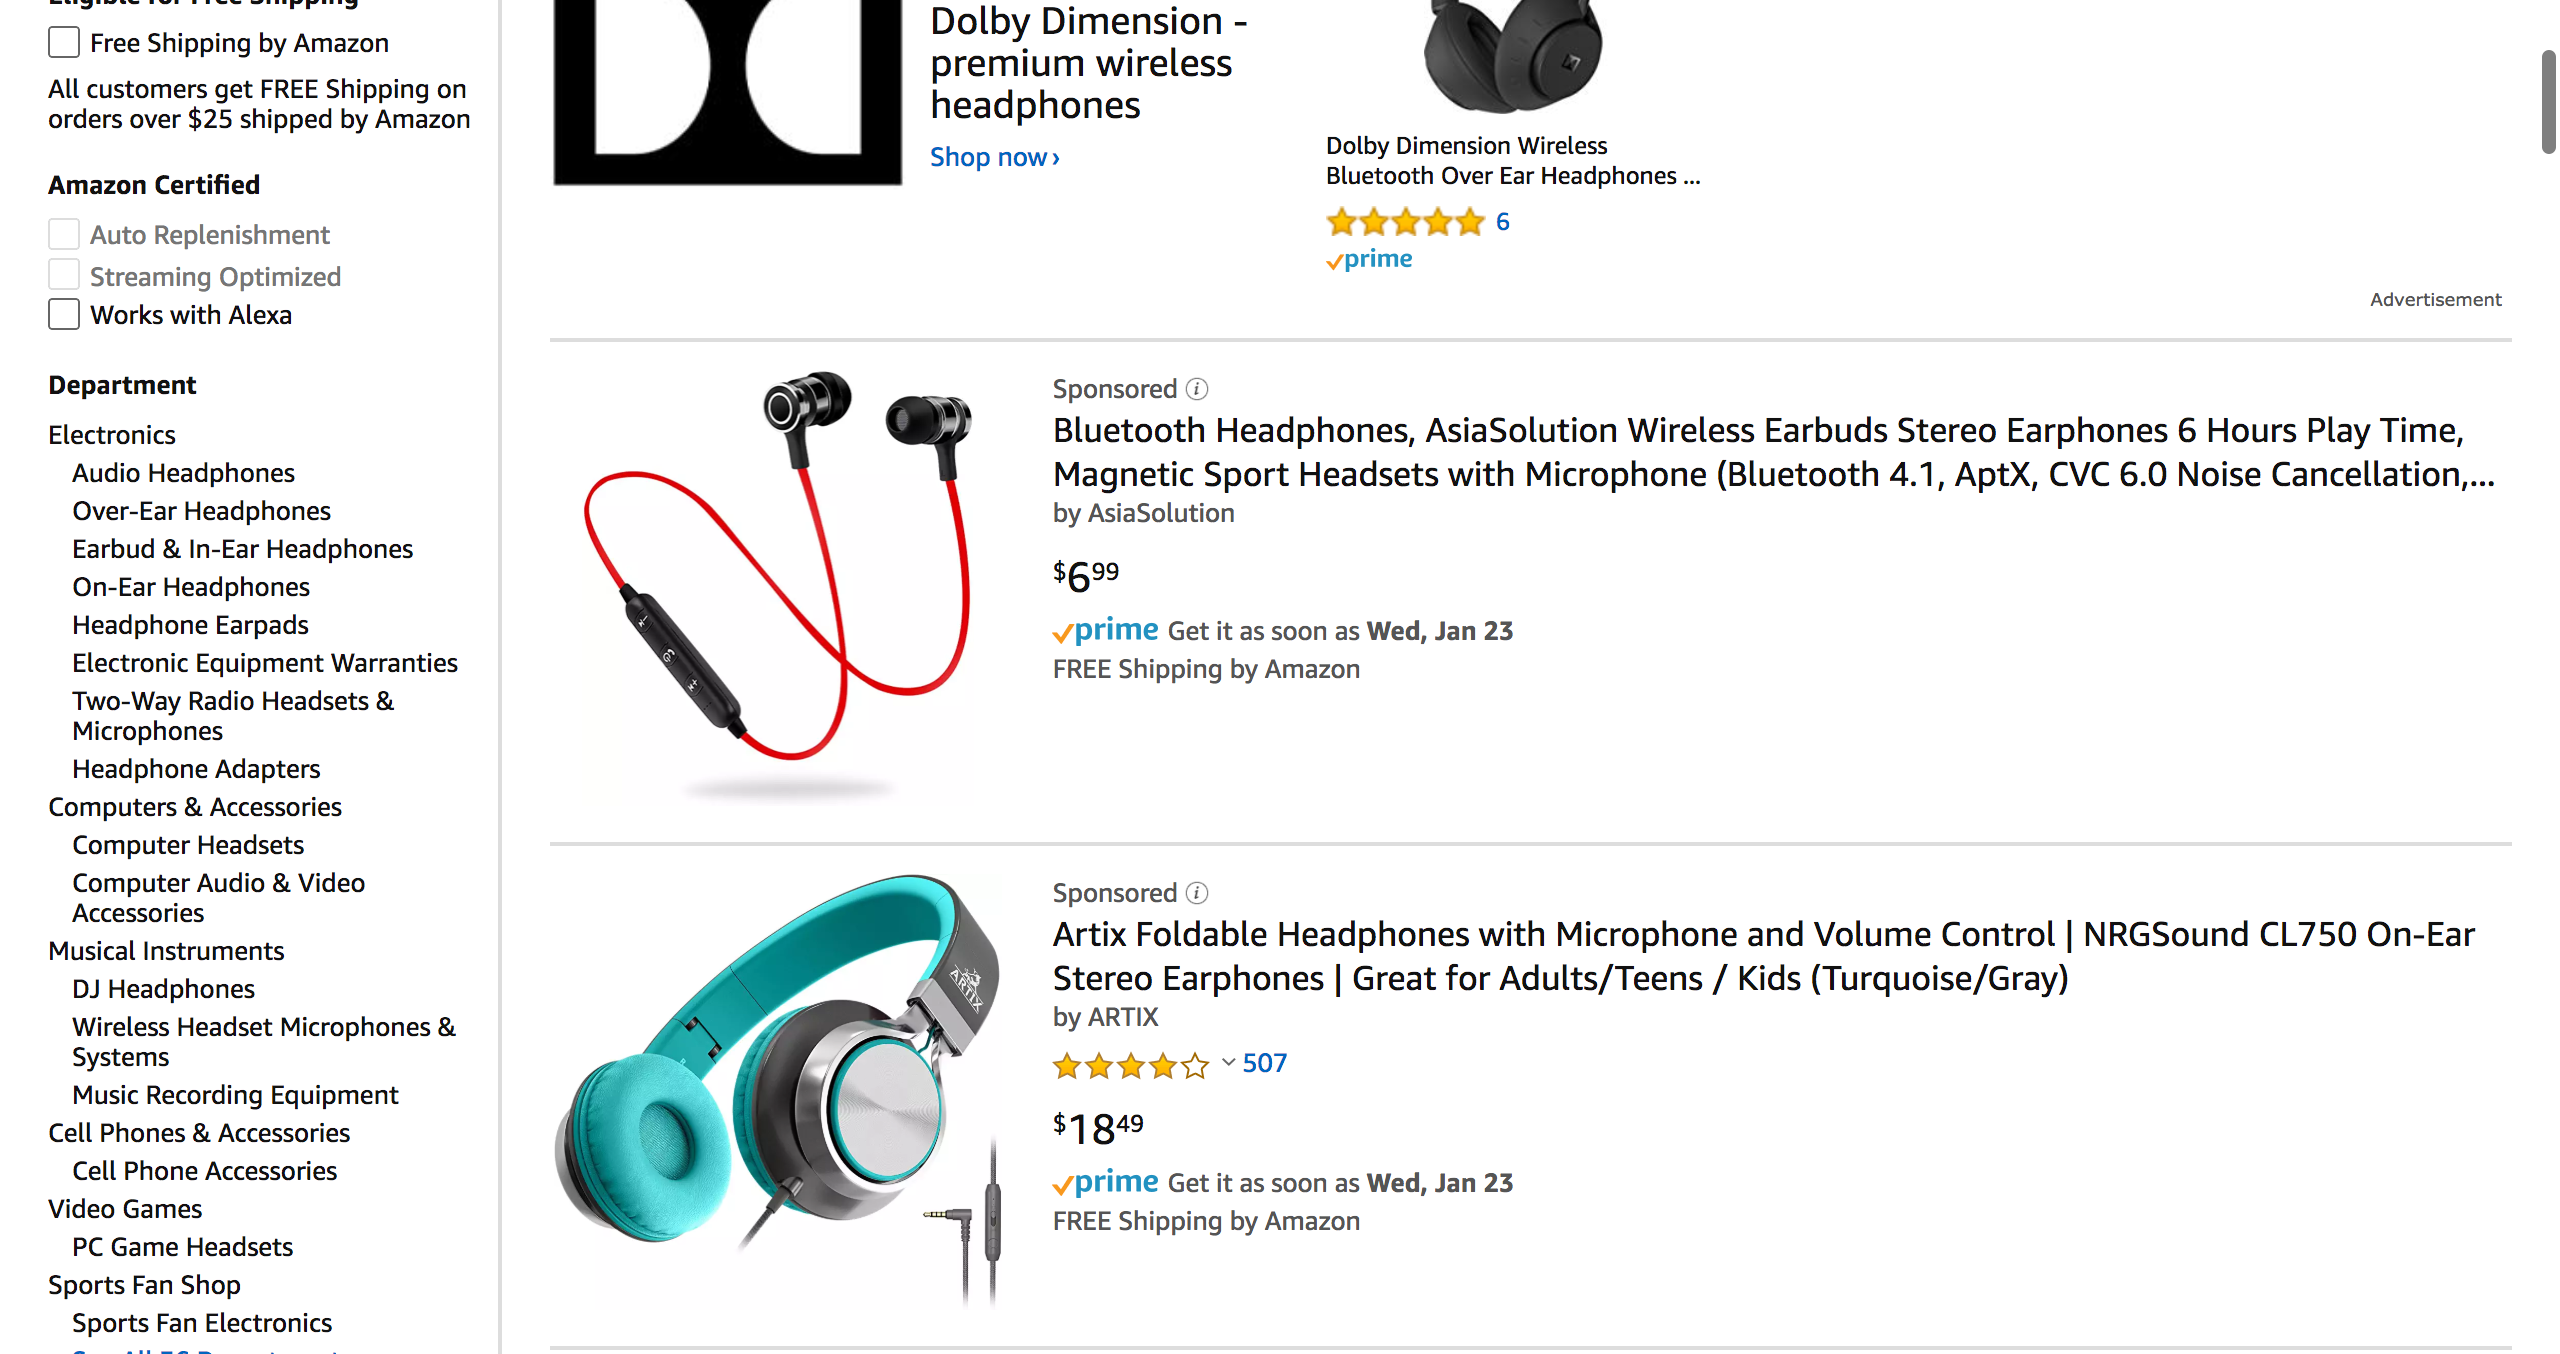 Eligible for Free Shipping
Free Shipping by Amazon
All customers get FREE Shipping on
orders over $25 shipped by Amazon
Amazon Certified
Auto Replenishment
Streaming Optimized
Works with Alexa
Department
Electronics
Audio Headphones
Over-Ear Headphones
Earbud & In-Ear Headphones
On-Ear Headphones
Headphone Earpads
Electronic Equipment Warranties
Two-Way Radio Headsets &
Microphones
Headphone Adapters
Computers & Accessories
Computer Headsets
Computer Audio & Video
Accessories
Musical Instruments
DJ Headphones
Wireless Headset Microphones &
Systems
Music Recording Equipment
Cell Phones & Accessories
Cell Phone Accessories
Video Games
PC Game Headsets
Sports Fan Shop
Sports Fan Electronics
Dolby Dimension -
premium wireless
headphones
Shop now ›
Dolby Dimension Wireless
Bluetooth Over Ear Headphones ...
6
prime
Advertisement
Sponsored
Bluetooth Headphones, AsiaSolution Wireless Earbuds Stereo Earphones 6 Hours Play Time,
Magnetic Sport Headsets with Microphone (Bluetooth 4.1, AptX, CVC 6.0 Noise Cancellation,...
by AsiaSolution
$6 99
prime Get it as soon as Wed, Jan 23
FREE Shipping by Amazon
ARTIX
Sponsored
Artix Foldable Headphones with Microphone and Volume Control | NRGSound CL750 On-Ear
Stereo Earphones | Great for Adults/Teens / Kids (Turquoise/Gray)
by ARTIX
507
$18 49
prime Get it as soon as Wed, Jan 23
FREE Shipping by Amazon